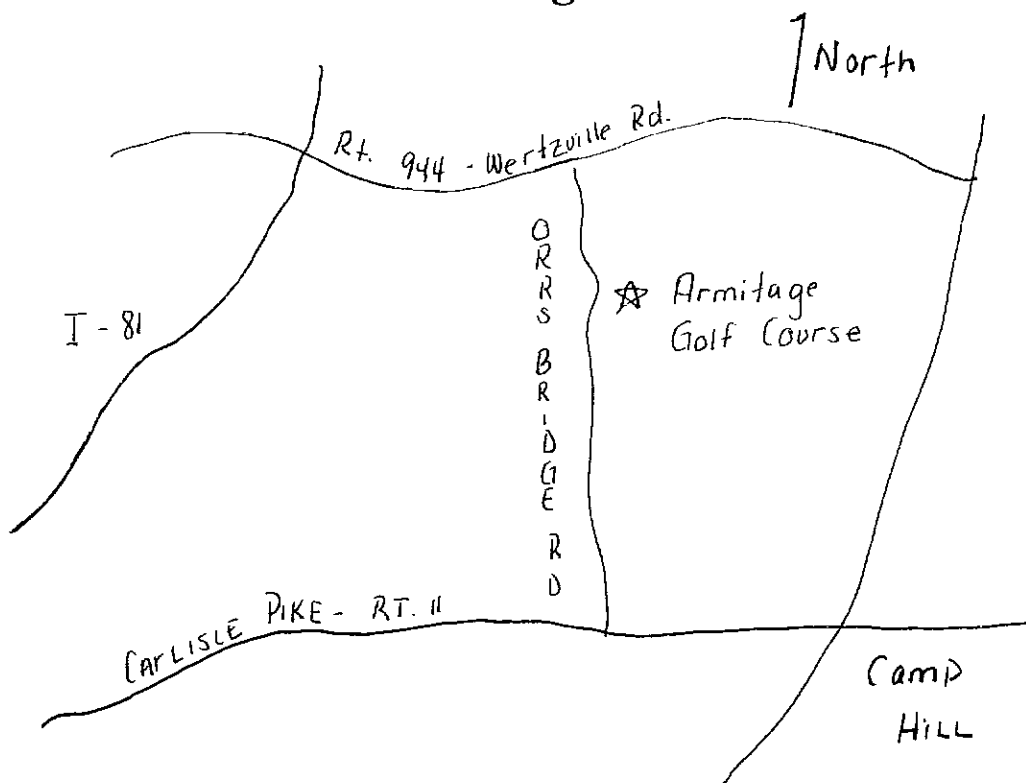 North
Rt. 944 - Wertzville Rd.
ORRS BRIDGE RD
I - 81
Armitage
Golf Course
CARLISLE PIKE - RT. 11
Camp
HILL